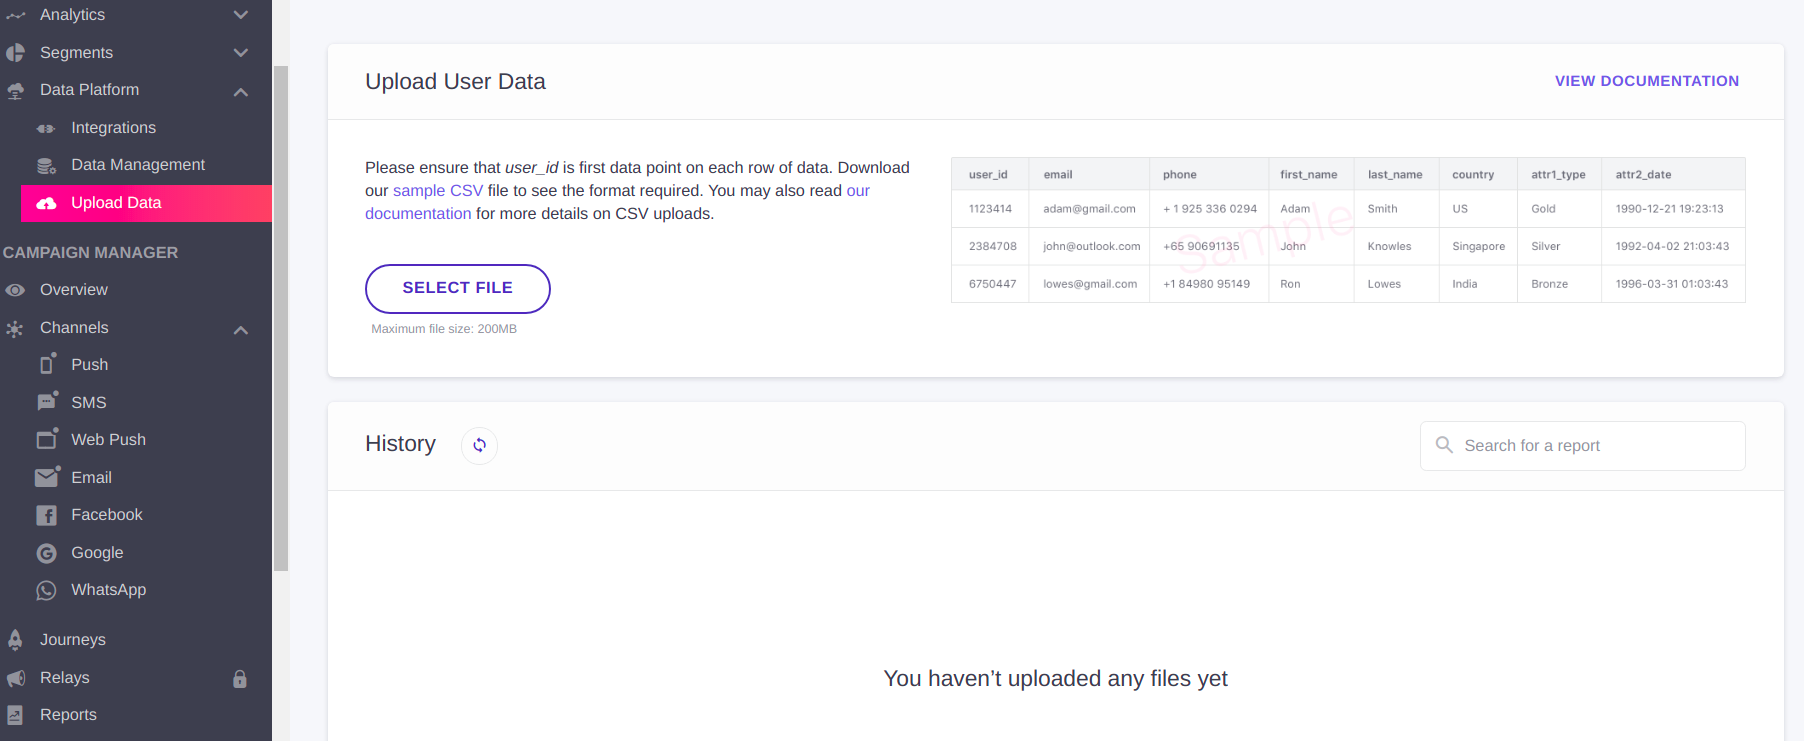 Analytics
Segments
Data Platform
Integrations
Data Management
Upload Data
CAMPAIGN MANAGER
Overview
Channels
Push
SMS
Web Push
Email
Facebook
Google
WhatsApp
Journeys
Relays
Reports
Upload User Data
VIEW DOCUMENTATION
Please ensure that user_id is first data point on each row of data. Download
our sample CSV file to see the format required. You may also read our
documentation for more details on CSV uploads.
SELECT FILE
Maximum file size: 200MB
user_id email phone first_name last_name country attr1_type attr2_date
1123414 adam@gmail.com + 1 925 336 0294 Adam Smith US Gold 1990-12-21 19:23:13
2384708 john@outlook.com +65 90691135 John Knowles Singapore Silver 1992-04-02 21:03:43
6750447 lowes@gmail.com +1 84980 95149 Ron Lowes India Bronze 1996-03-31 01:03:43
Sample
History
Search for a report
You haven’t uploaded any files yet